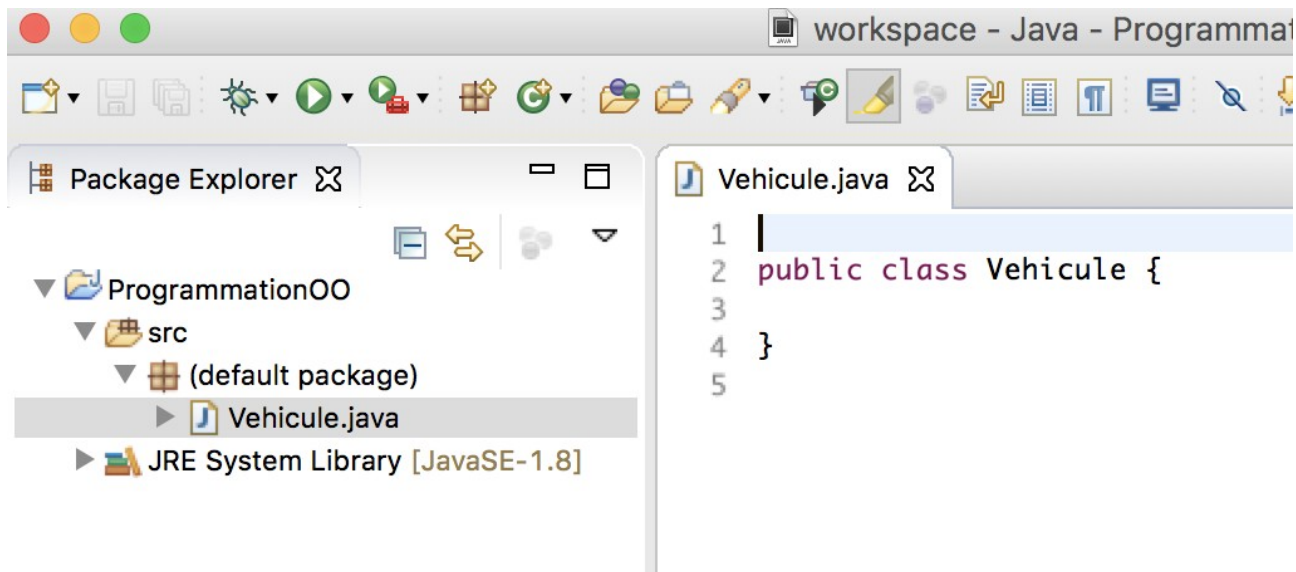 workspace - Java - Programmat
Package Explorer
ProgrammationOO
src
(default package)
Vehicule.java
JRE System Library [JavaSE-1.8]
Vehicule.java
1
2 public class Vehicule {
3
4 }
5